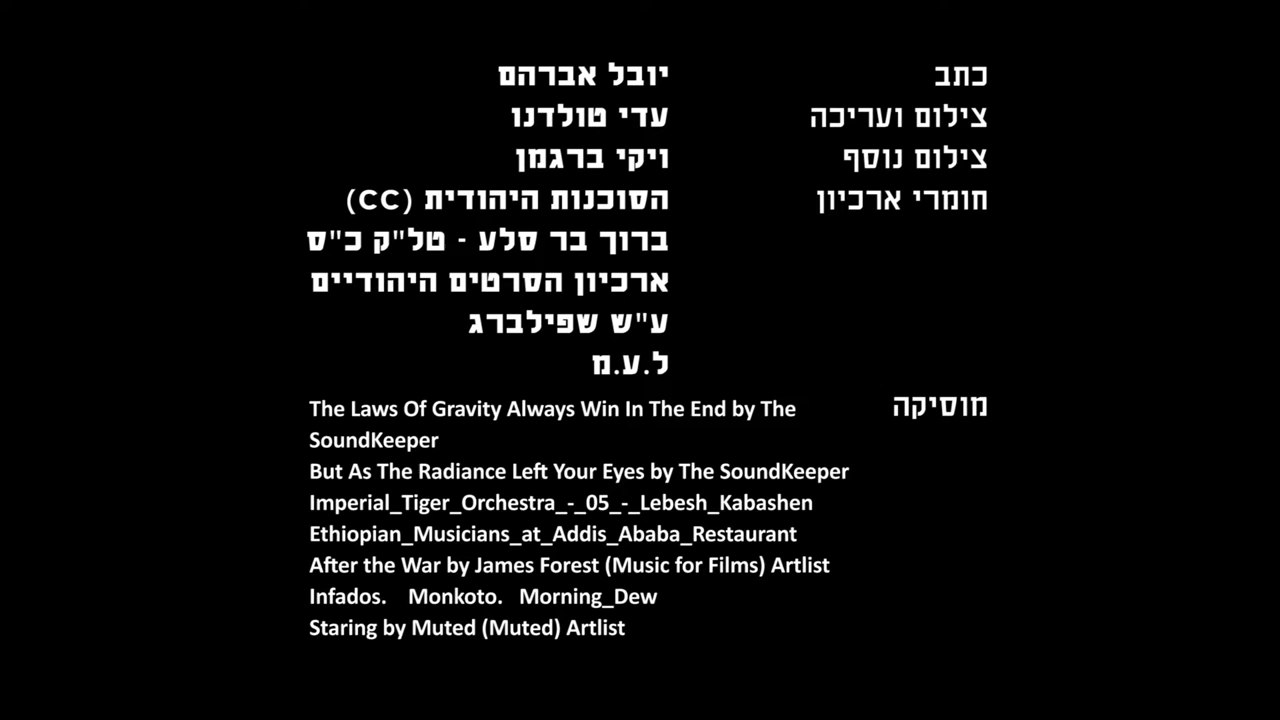 כתב יובל אברהם
צילום ועריכה עדי טולדנו
צילום נוסף ויקי ברגמן
חומרי ארכיון הסוכנות היהודית (CC)
ברוך בר סלע - טל"ק כ"ס
ארכיון הסרטים היהודיים
ע"ש שפילברג
ל.ע.מ
מוסיקה The Laws Of Gravity Always Win In The End by The
SoundKeeper
But As The Radiance Left Your Eyes by The SoundKeeper
Imperial_Tiger_Orchestra_-_05_-_Lebesh_Kabashen
Ethiopian_Musicians_at_Addis_Ababa_Restaurant
After the War by James Forest (Music for Films) Artlist
Infados. Monkoto. Morning_Dew
Staring by Muted (Muted) Artlist